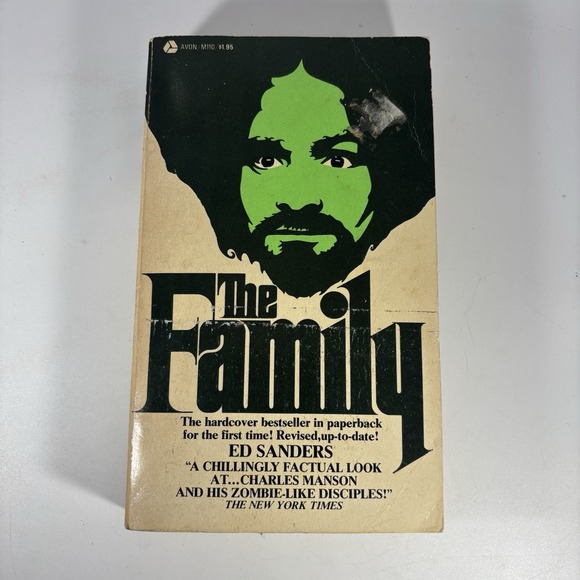 AVON/M110/$1.95
The
Family
The hardcover bestseller in paperback
for the first time! Revised,up-to-date!
ED SANDERS
"A CHILLINGLY FACTUAL LOOK
AT...CHARLES MANSON
AND HIS ZOMBIE-LIKE DISCIPLES!"
THE NEW YORK TIMES